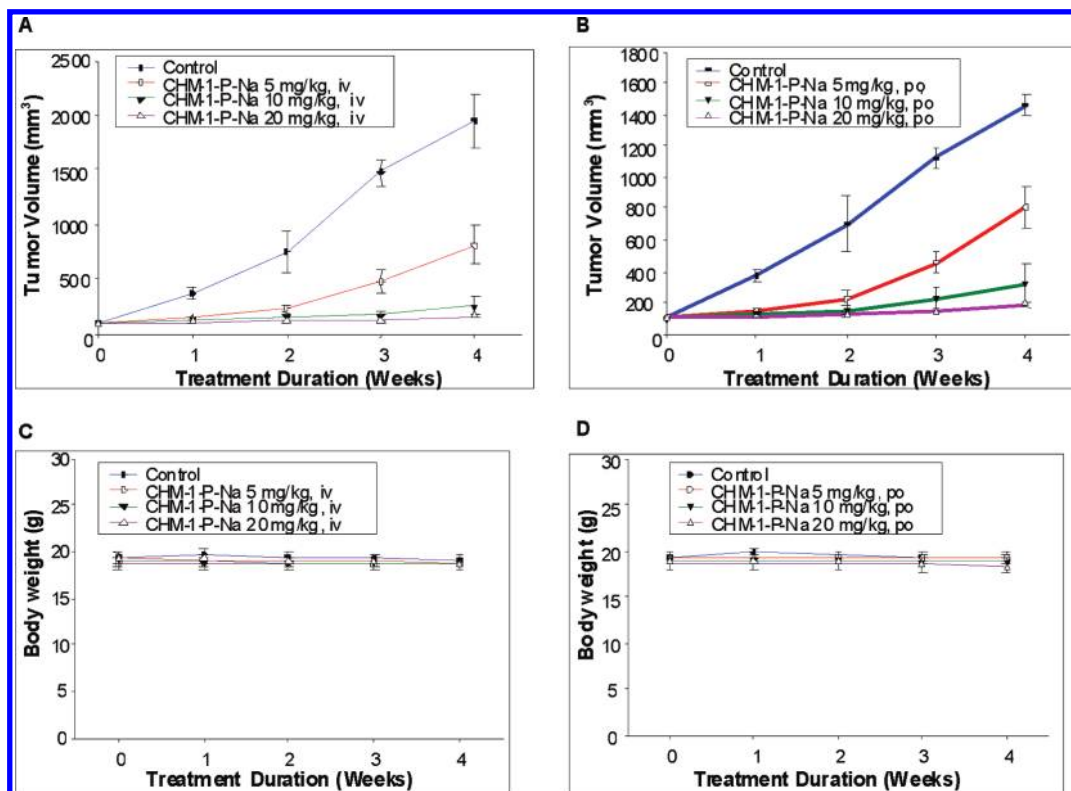 A
Tumor Volume (mm³)
2500
2000
1500
1000
500
0
Control
CHM-1-P-Na 5 mg/kg, iv
CHM-1-P-Na 10 mg/kg, iv
CHM-1-P-Na 20 mg/kg, iv
0 1 2 3 4
Treatment Duration (Weeks)
B
Tumor Volume (mm³)
1800
1600
1400
1200
1000
800
600
400
200
0
Control
CHM-1-P-Na 5mg/kg, po
CHM-1-P-Na 10 mg/kg, po
CHM-1-P-Na 20 mg/kg, po
0 1 2 3 4
Treatment Duration (Weeks)
C
Body weight (g)
30
25
20
15
10
5
0
Control
CHM-1-P-Na 5 mg/kg, iv
CHM-1-P-Na 10 mg/kg, iv
CHM-1-P-Na 20 mg/kg, iv
0 1 2 3 4
Treatment Duration (Weeks)
D
Body weight (g)
30
25
20
15
10
5
0
Control
CHM-1-P-Na 5 mg/kg, po
CHM-1-P-Na 10 mg/kg, po
CHM-1-P-Na 20 mg/kg, po
0 1 2 3 4
Treatment Duration (Weeks)